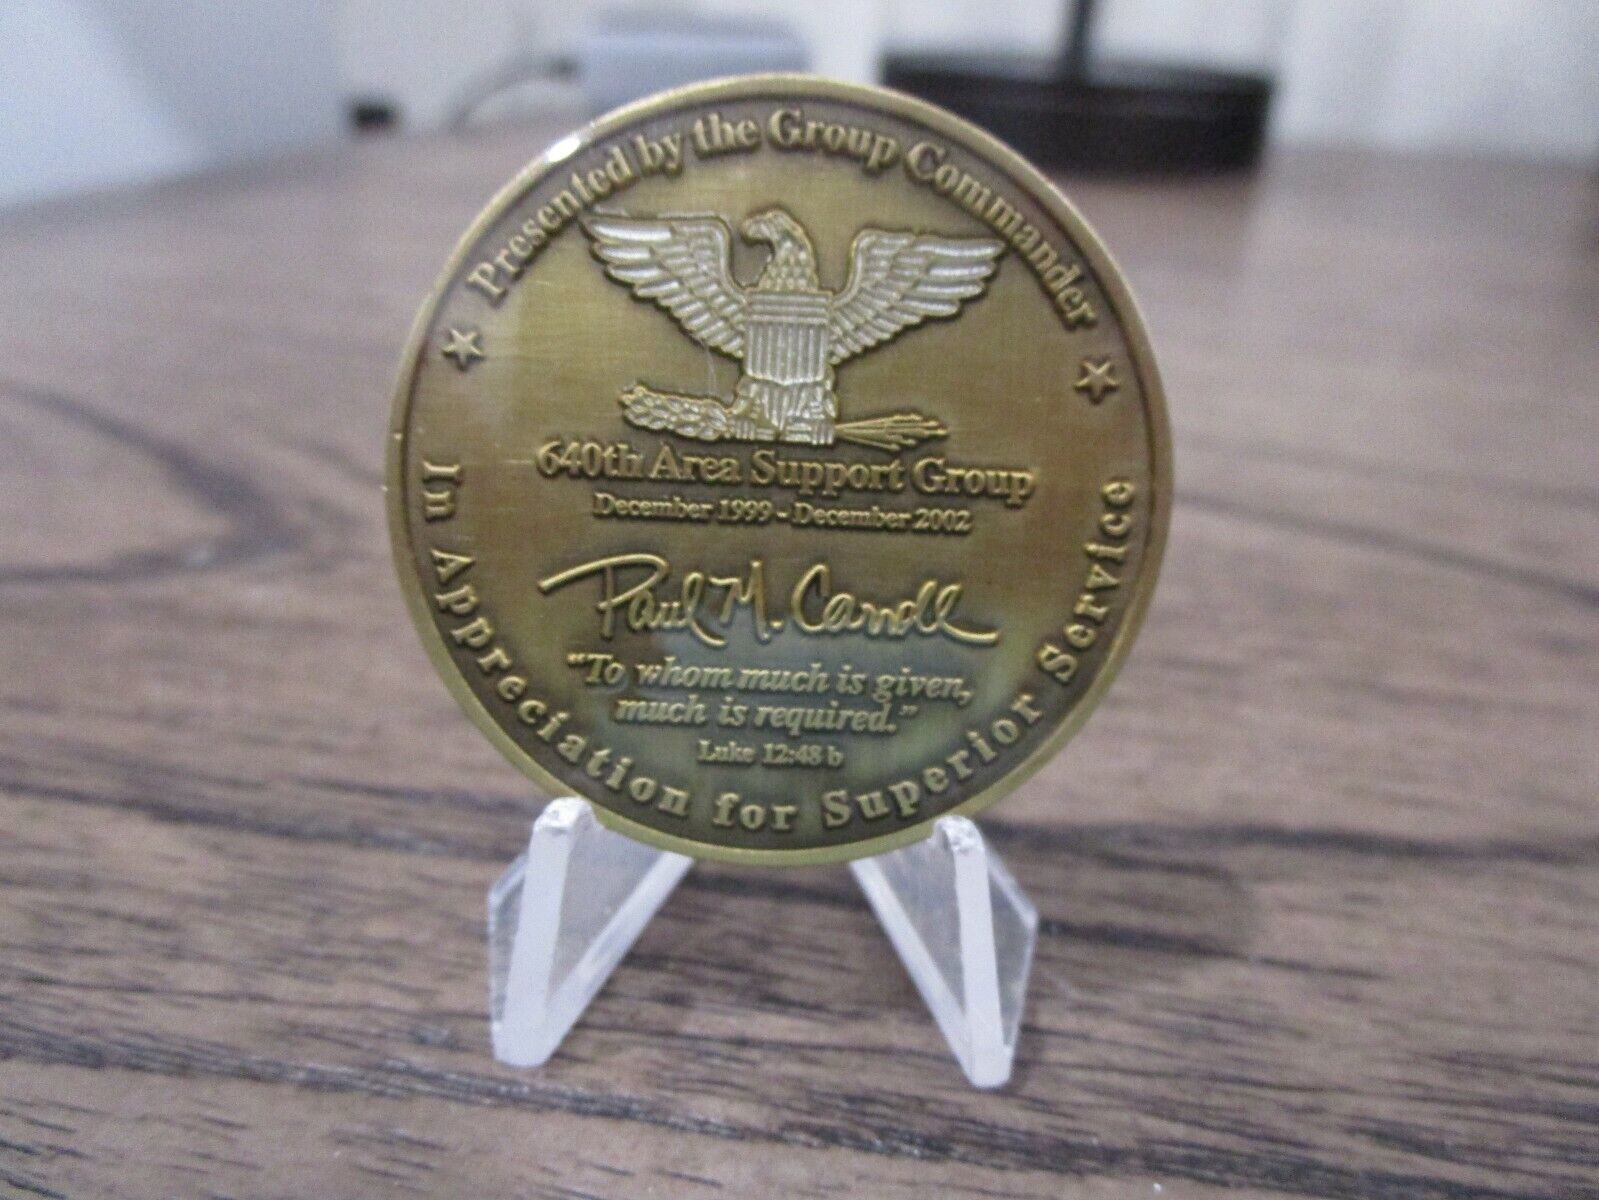 Presented by the Group Commander
640th Area Support Group
December 1999 - December 2002
Paul M. Carroll
"To whom much is given,
much is required."
Luke 12:48 b
In Appreciation for Superior Service